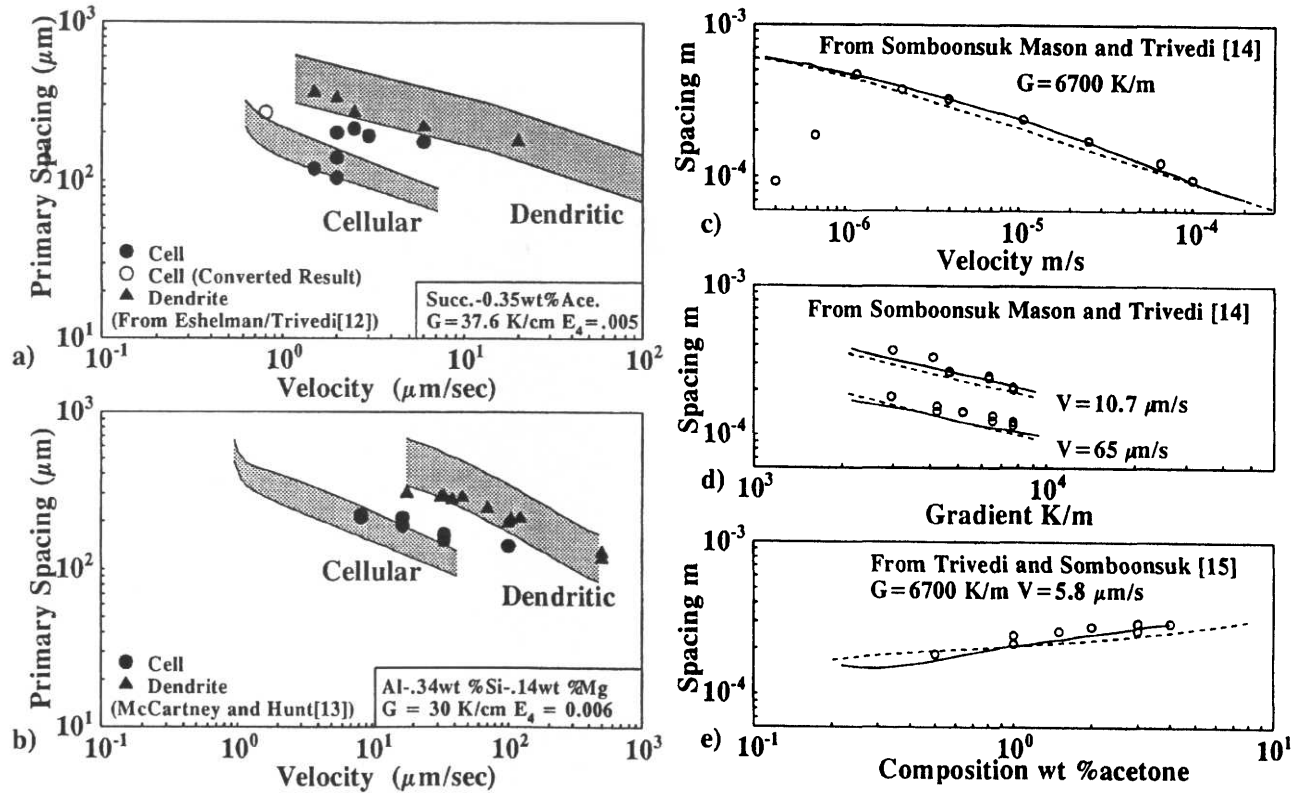 a)
Primary Spacing (μm)
10³
10²
10¹
Cellular
Dendritic
Cell
Cell (Converted Result)
Dendrite
(From Eshelman/Trivedi[12])
Succ.-0.35wt%Ace.
G=37.6 K/cm E₄=.005
10⁻¹ 10⁰ 10¹ 10²
Velocity (μm/sec)
b)
Primary Spacing (μm)
10³
10²
10¹
Cellular
Dendritic
Cell
Dendrite
(McCartney and Hunt[13])
Al-.34wt %Si-.14wt %Mg
G = 30 K/cm E₄ = 0.006
10⁻¹ 10⁰ 10¹ 10² 10³
Velocity (μm/sec)
c)
Spacing m
10⁻³
10⁻⁴
From Somboonsuk Mason and Trivedi [14]
G=6700 K/m
10⁻⁶ 10⁻⁵ 10⁻⁴
Velocity m/s
d)
Spacing m
10⁻³
10⁻⁴
From Somboonsuk Mason and Trivedi [14]
V=10.7 μm/s
V=65 μm/s
10³ 10⁴
Gradient K/m
e)
Spacing m
10⁻³
10⁻⁴
From Trivedi and Somboonsuk [15]
G=6700 K/m V=5.8 μm/s
10⁻¹ 10⁰ 10¹
Composition wt %acetone